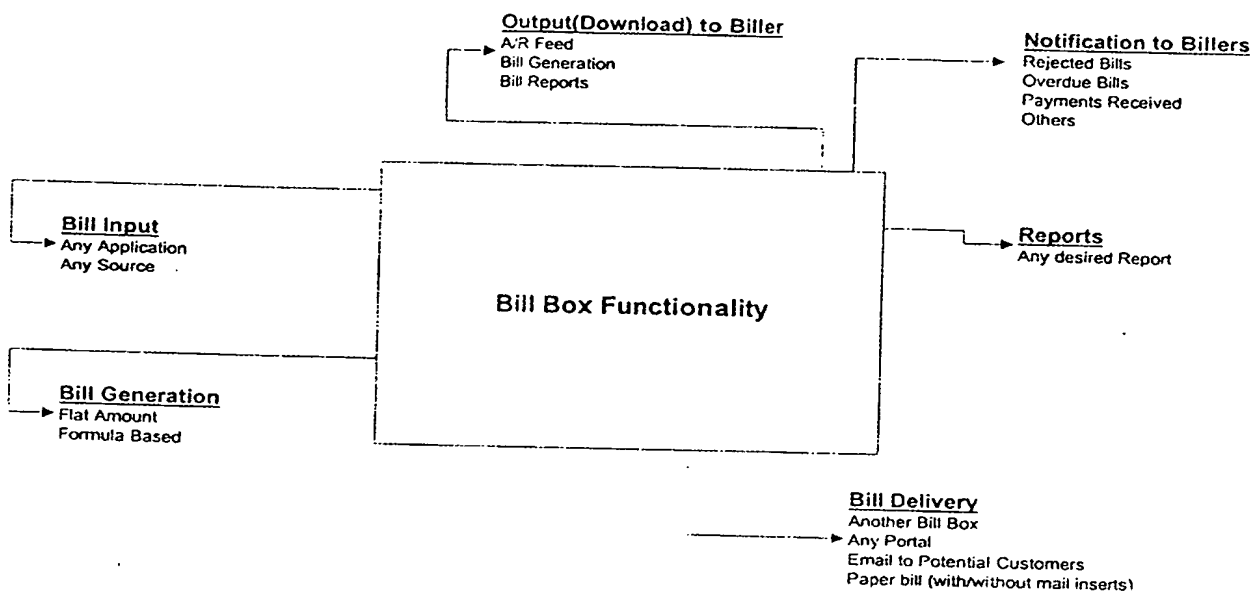 Output(Download) to Biller
A/R Feed
Bill Generation
Bill Reports
Notification to Billers
Rejected Bills
Overdue Bills
Payments Received
Others
Bill Input
Any Application
Any Source
Reports
Any desired Report
Bill Box Functionality
Bill Generation
Flat Amount
Formula Based
Bill Delivery
Another Bill Box
Any Portal
Email to Potential Customers
Paper bill (with/without mail inserts)